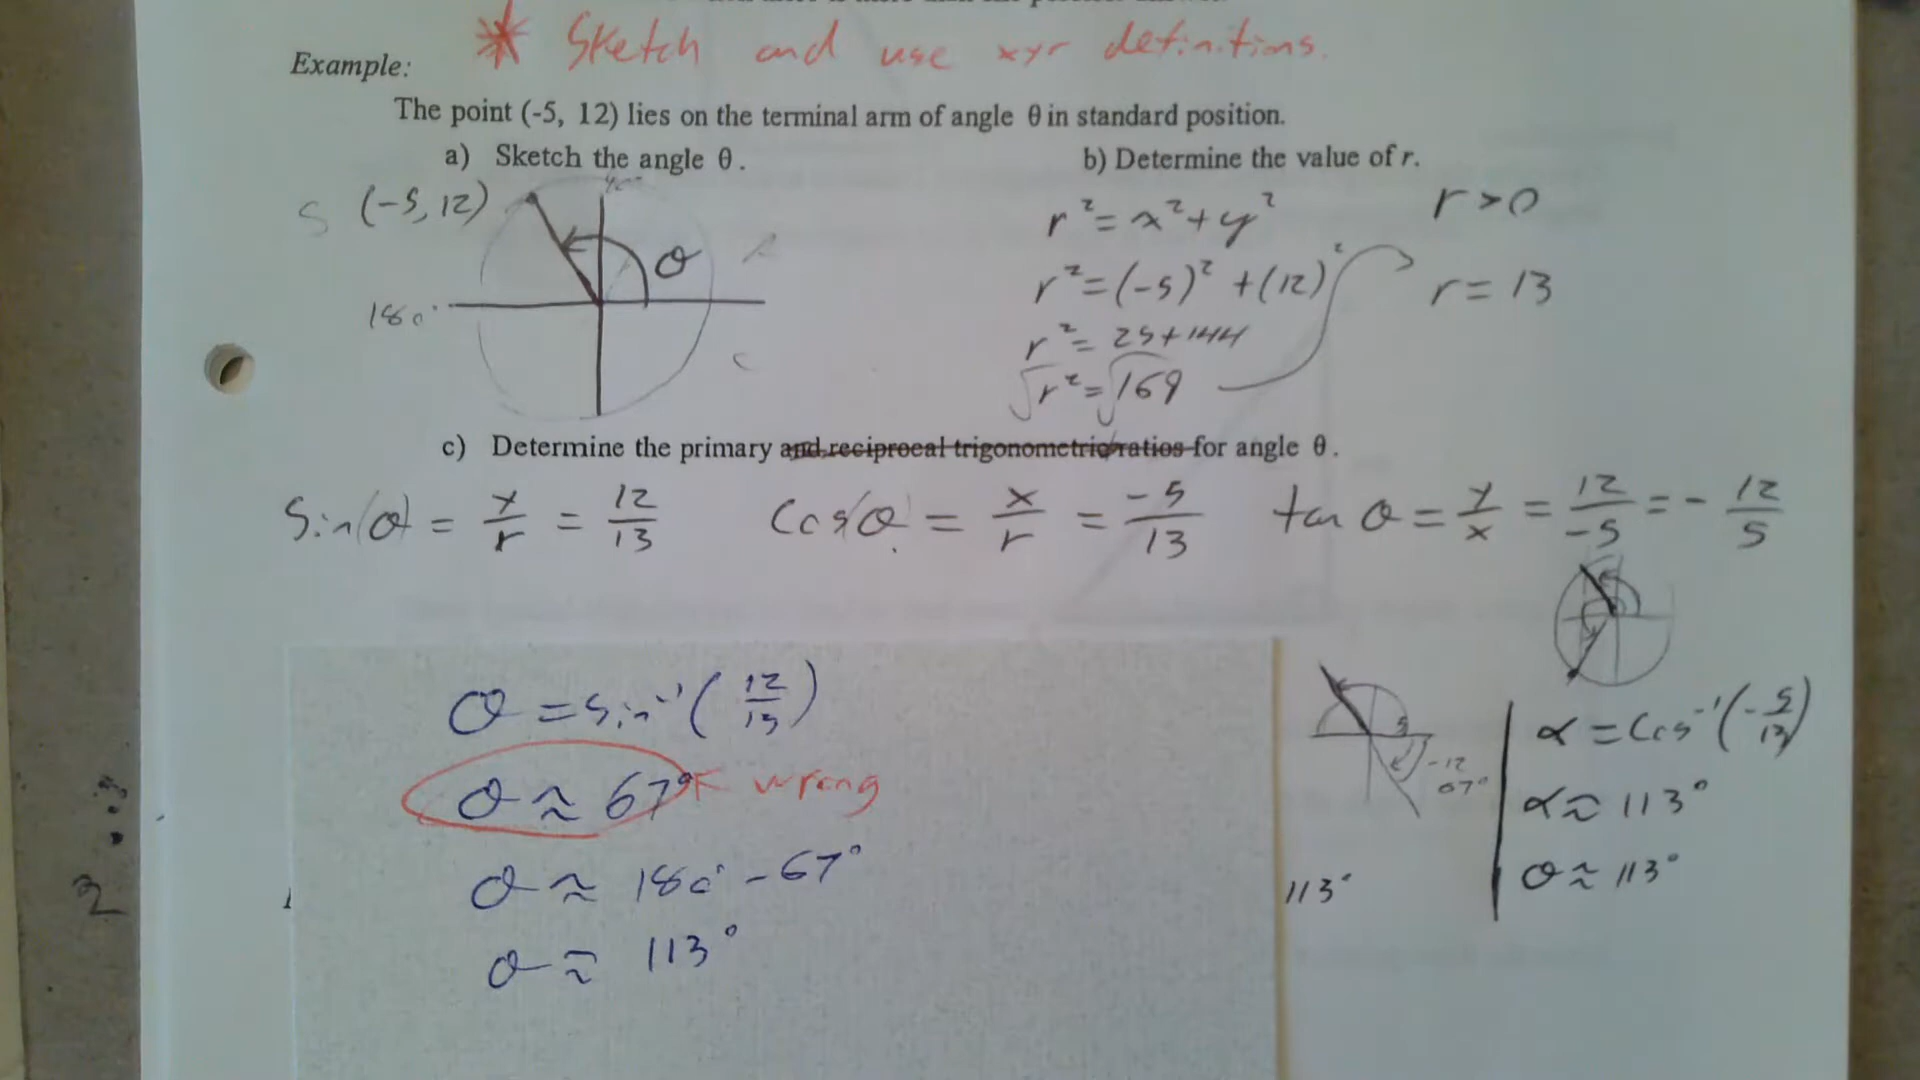 * Sketch and use xyr definitions.
Example:
The point (-5, 12) lies on the terminal arm of angle θ in standard position.
a) Sketch the angle θ.
b) Determine the value of r.
S (-5, 12)
θ
180°
C
r² = x² + y²
r > 0
r² = (-5)² + (12)²
r = 13
r² = 25 + 144
√r² = √169
c) Determine the primary and reciprocal trigonometric ratios for angle θ.
Sin(θ) = y/r = 12/13
Cos(θ) = x/r = -5/13
tan θ = y/x = 12/-5 = - 12/5
θ = sin⁻¹(12/13)
θ ≈ 67° * wrong
θ ≈ 180° - 67°
θ ≈ 113°
5
-12
67°
113°
α = Cos⁻¹(-5/13)
α ≈ 113°
θ ≈ 113°
2